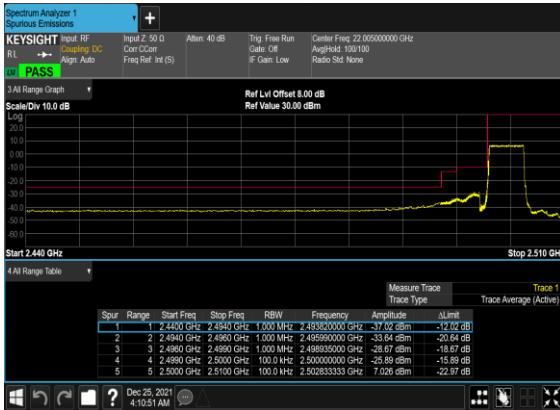 Spectrum Analyzer 1
Spurious Emissions
+
KEYSIGHT Input: RF Input Z: 50 Ω Atten: 40 dB Trig: Free Run Center Freq: 22.005000000 GHz
RL Coupling: DC Corr CCorr Gate: Off Avg|Hold: 100/100
Align: Auto Freq Ref: Int (S) IF Gain: Low Radio Std: None
PASS
3 All Range Graph
Ref Lvl Offset 8.00 dB
Scale/Div 10.0 dB Ref Value 30.00 dBm
Log
20.0
10.0
0.00
-10.0
-20.0
-30.0
-40.0
-50.0
-60.0
Start 2.440 GHz Stop 2.510 GH
4 All Range Table
Measure Trace Trace 1
Trace Type Trace Average (Active)
Spur Range Start Freq Stop Freq RBW Frequency Amplitude ΔLimit
1 1 2.4400 GHz 2.4940 GHz 1.000 MHz 2.493820000 GHz -37.02 dBm -12.02 dB
2 2 2.4940 GHz 2.4960 GHz 1.000 MHz 2.495990000 GHz -33.64 dBm -20.64 dB
3 3 2.4960 GHz 2.4990 GHz 1.000 MHz 2.498935000 GHz -28.67 dBm -18.67 dB
4 4 2.4990 GHz 2.5000 GHz 100.0 kHz 2.500000000 GHz -25.89 dBm -15.89 dB
5 5 2.5000 GHz 2.5100 GHz 100.0 kHz 2.502833333 GHz 7.026 dBm -22.97 dB
? Dec 25, 2021
4:10:51 AM